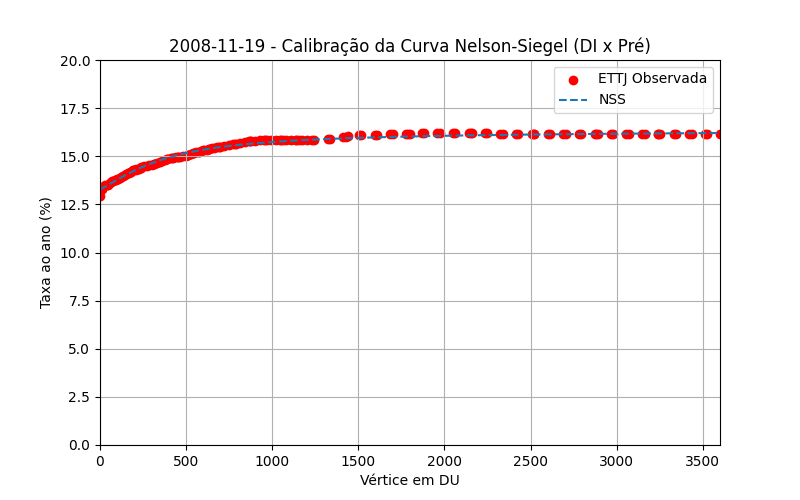 2008-11-19 - Calibração da Curva Nelson-Siegel (DI x Pré)
ETTJ Observada
NSS
Taxa ao ano (%)
20.0
17.5
15.0
12.5
10.0
7.5
5.0
2.5
0.0
0 500 1000 1500 2000 2500 3000 3500
Vértice em DU